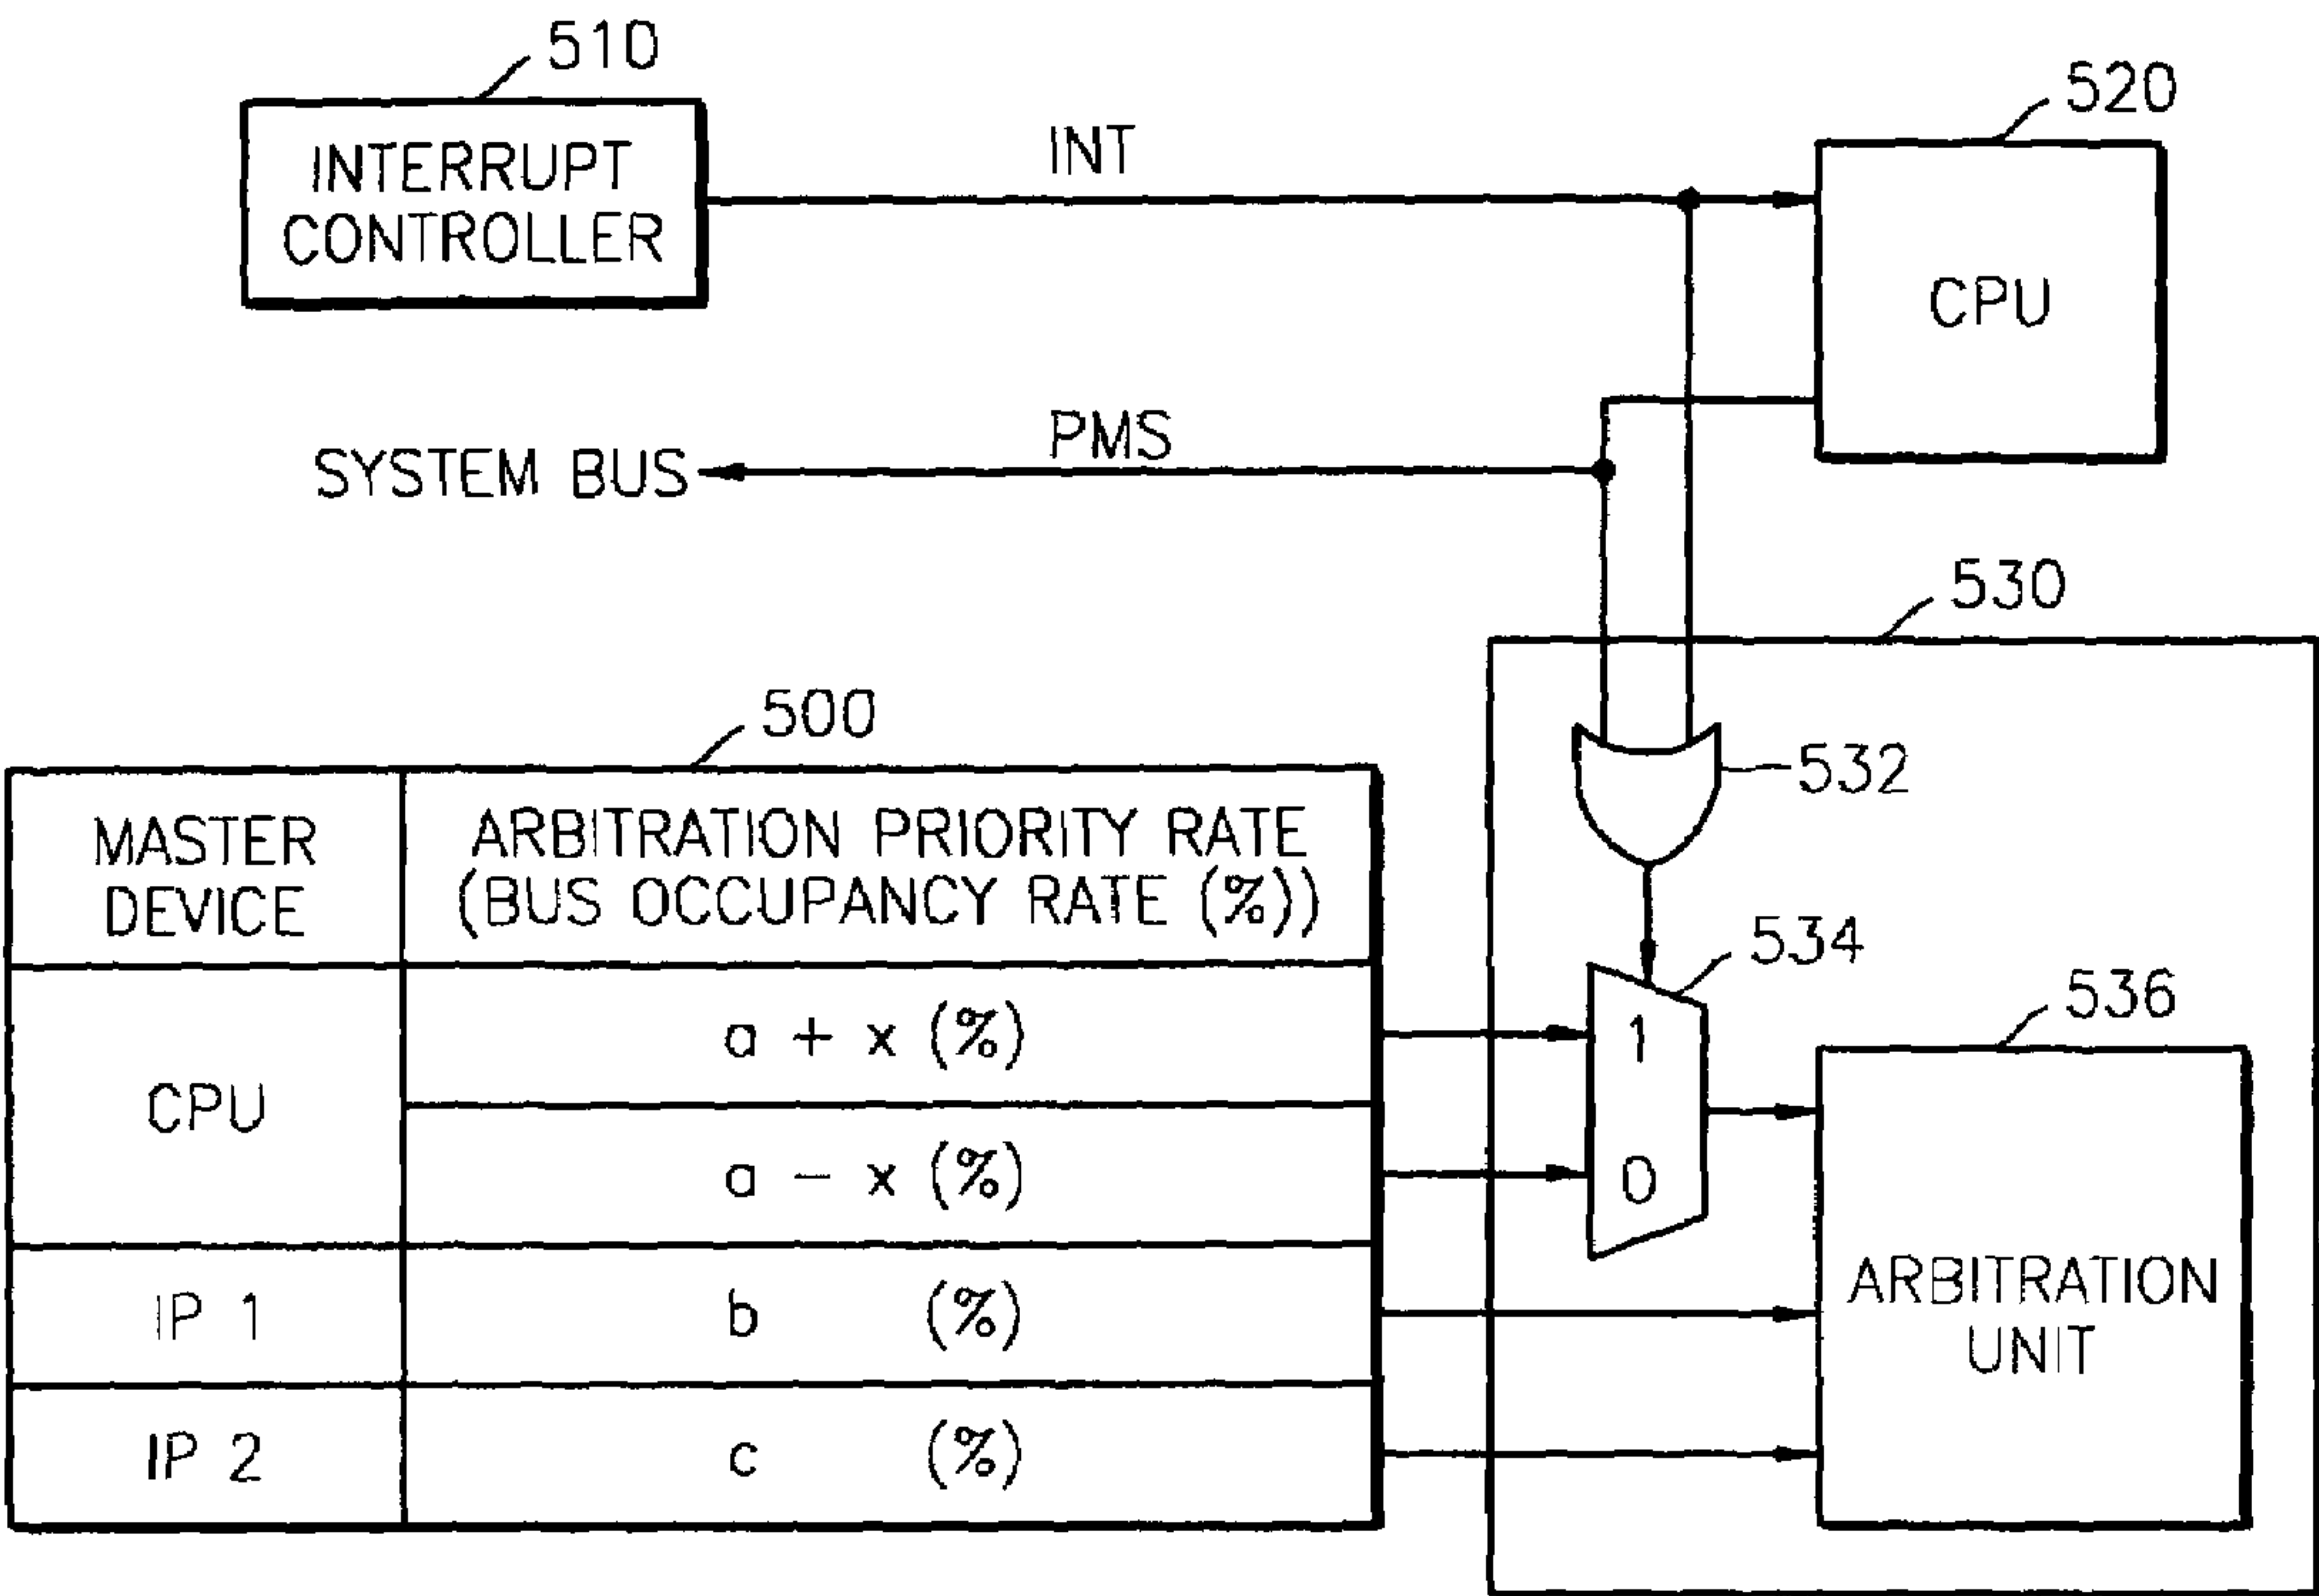 510
INTERRUPT
CONTROLLER
INT
520
CPU
PMS
SYSTEM BUS
530
500
532
MASTER
DEVICE
ARBITRATION PRIORITY RATE
(BUS OCCUPANCY RATE (%))
534
536
CPU
a + x (%)
1
a - x (%)
0
ARBITRATION
UNIT
IP 1
b (%)
IP 2
c (%)